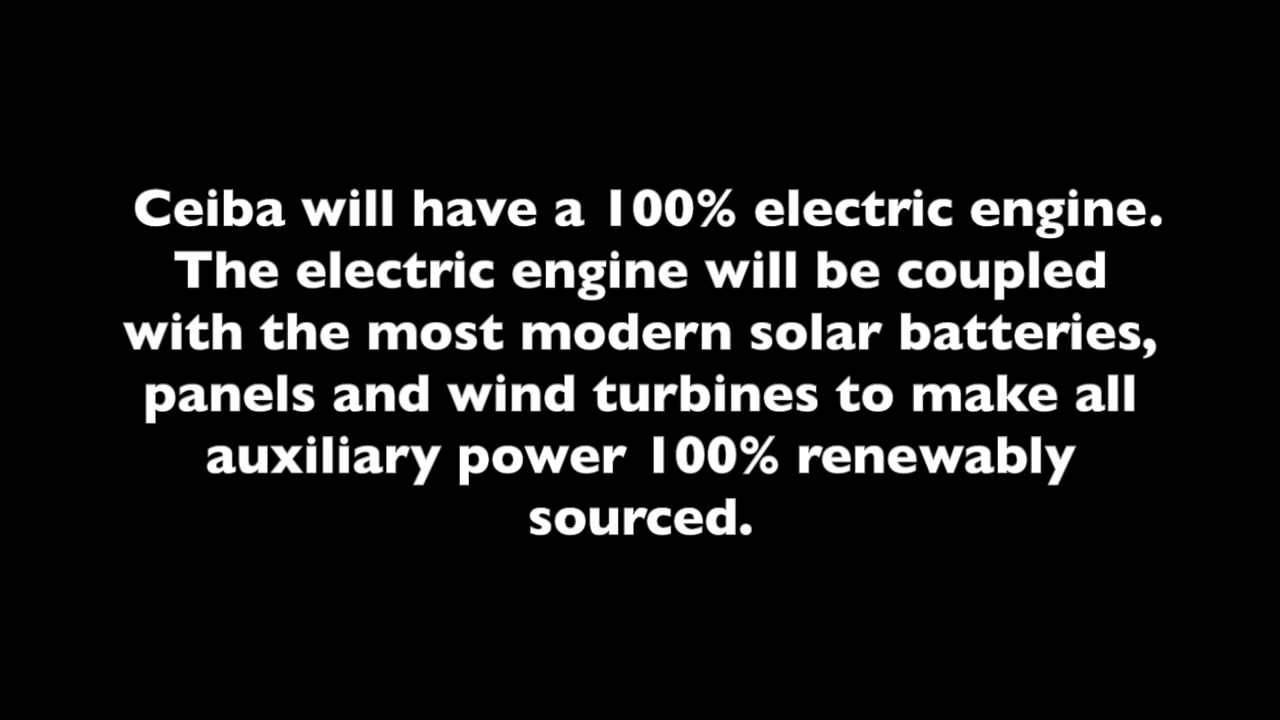 Ceiba will have a 100% electric engine.
The electric engine will be coupled
with the most modern solar batteries,
panels and wind turbines to make all
auxiliary power 100% renewably
sourced.